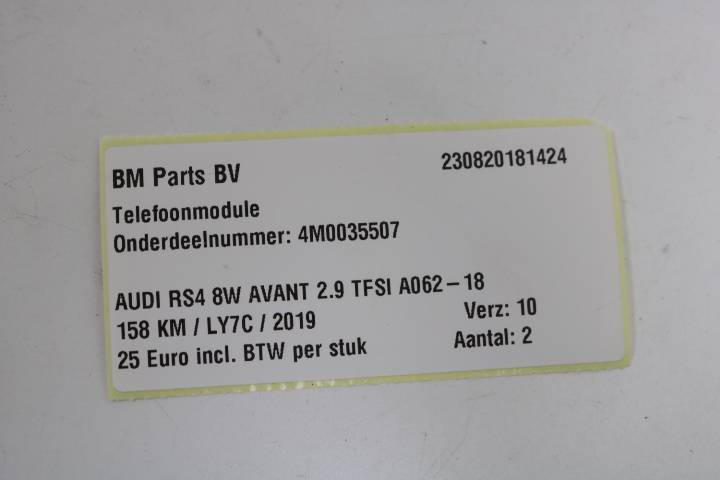 BM Parts BV 230820181424
Telefoonmodule
Onderdeelnummer: 4M0035507
AUDI RS4 8W AVANT 2.9 TFSI A062-18
158 KM / LY7C / 2019 Verz: 10
25 Euro incl. BTW per stuk Aantal: 2